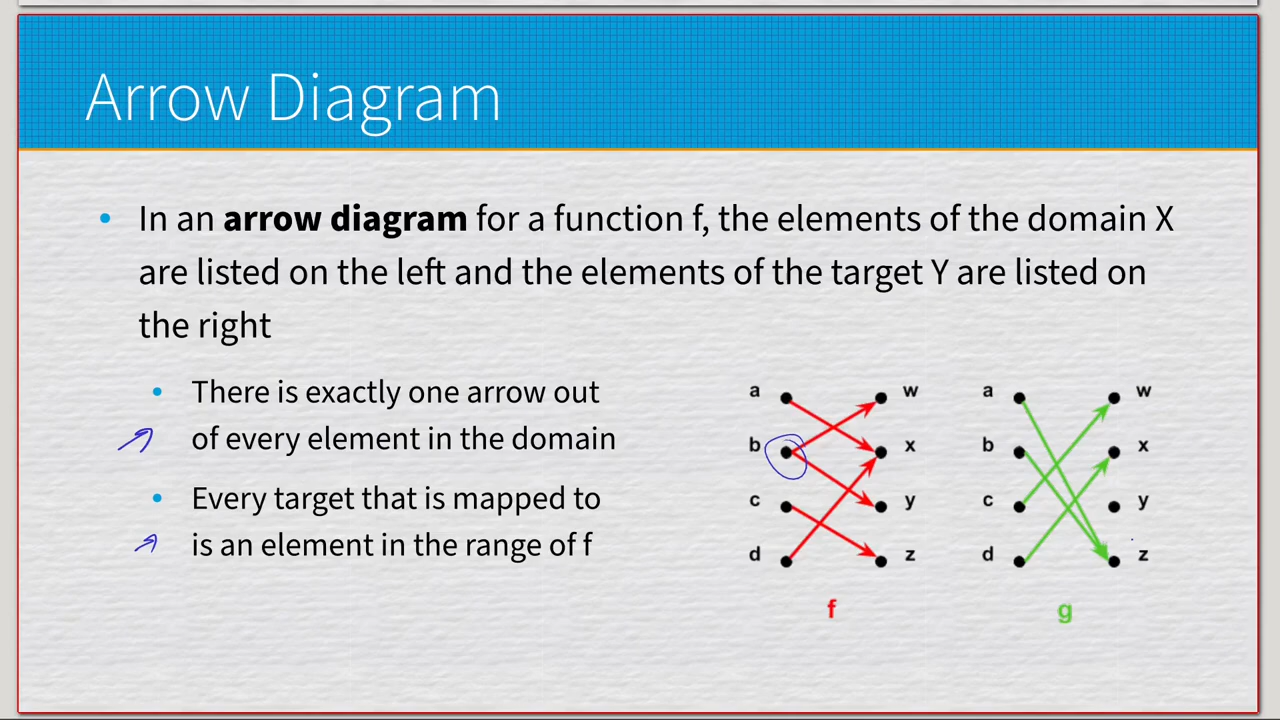 Arrow Diagram
• In an arrow diagram for a function f, the elements of the domain X
are listed on the left and the elements of the target Y are listed on
the right
• There is exactly one arrow out
of every element in the domain
• Every target that is mapped to
is an element in the range of f
a w
b x
c y
d z
f
a w
b x
c y
d z
g